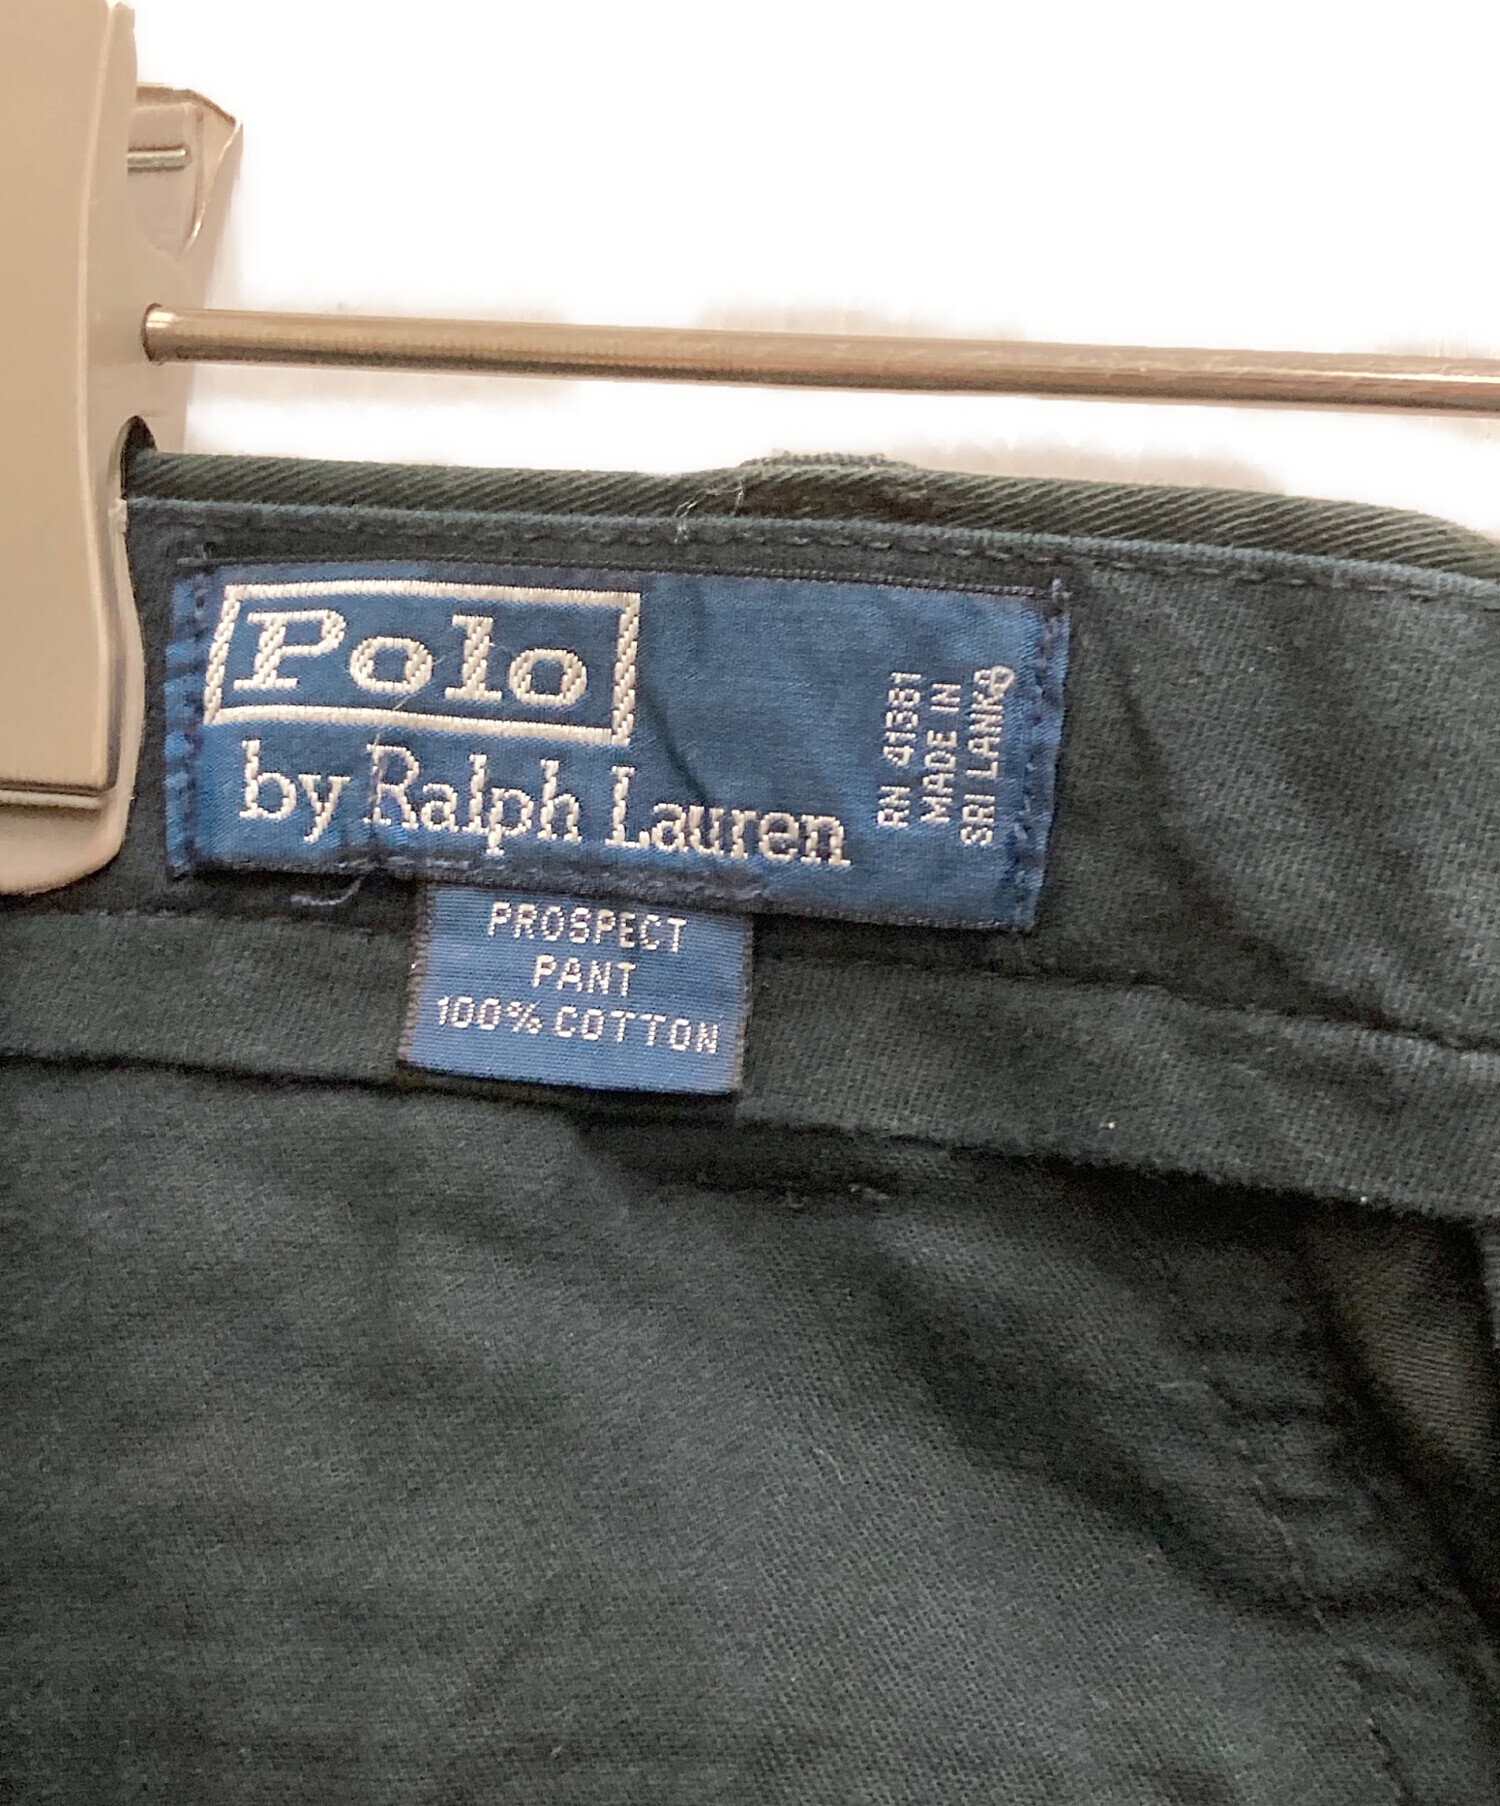 Polo
by Ralph Lauren
RN 41381
MADE IN
SRI LANKA
PROSPECT
PANT
100% COTTON